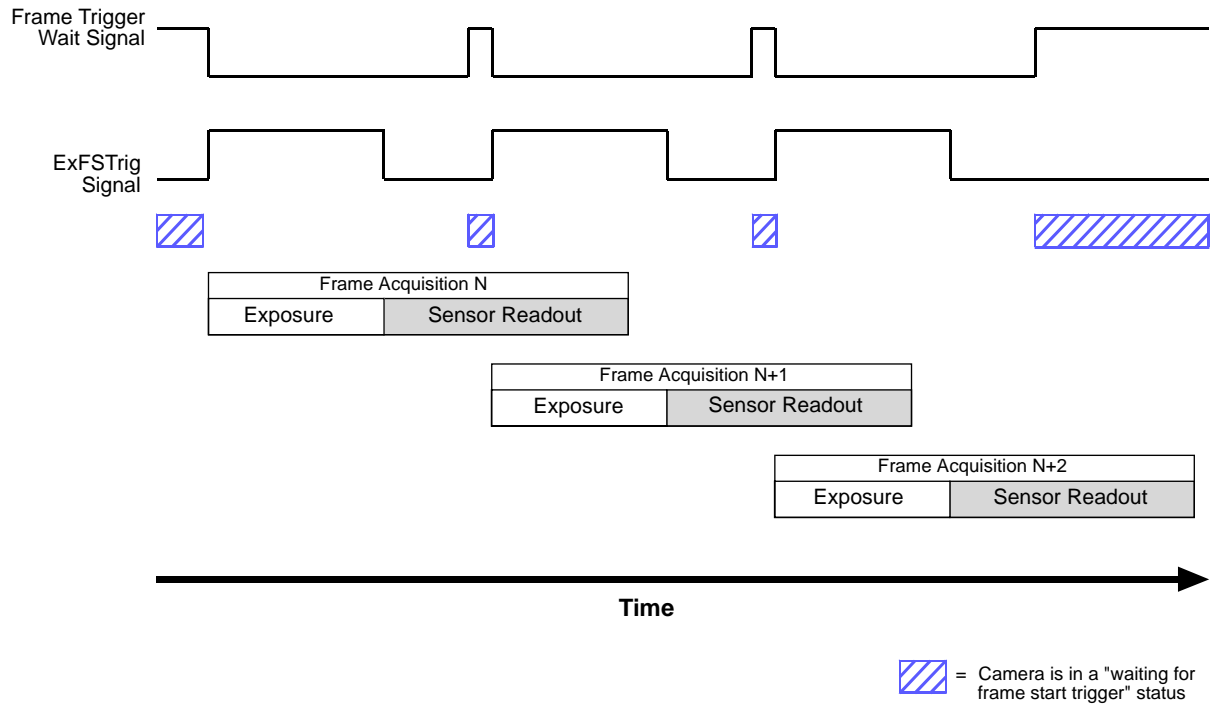 Frame Trigger
Wait Signal
ExFSTrig
Signal
Frame Acquisition N
Exposure
Sensor Readout
Frame Acquisition N+1
Exposure
Sensor Readout
Frame Acquisition N+2
Exposure
Sensor Readout
Time
= Camera is in a "waiting for
frame start trigger" status